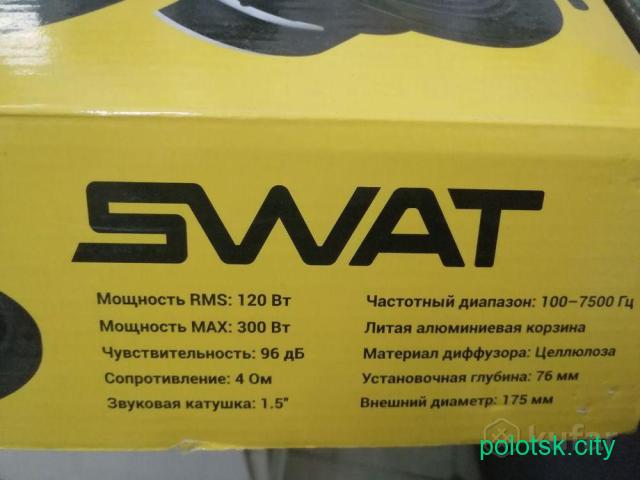 SWAT
Мощность RMS: 120 Вт
Мощность MAX: 300 Вт
Чувствительность: 96 дБ
Сопротивление: 4 Ом
Звуковая катушка: 1.5"
Частотный диапазон: 100–7500 Гц
Литая алюминиевая корзина
Материал диффузора: Целлюлоза
Установочная глубина: 76 мм
Внешний диаметр: 175 мм
kufar
polotsk.city